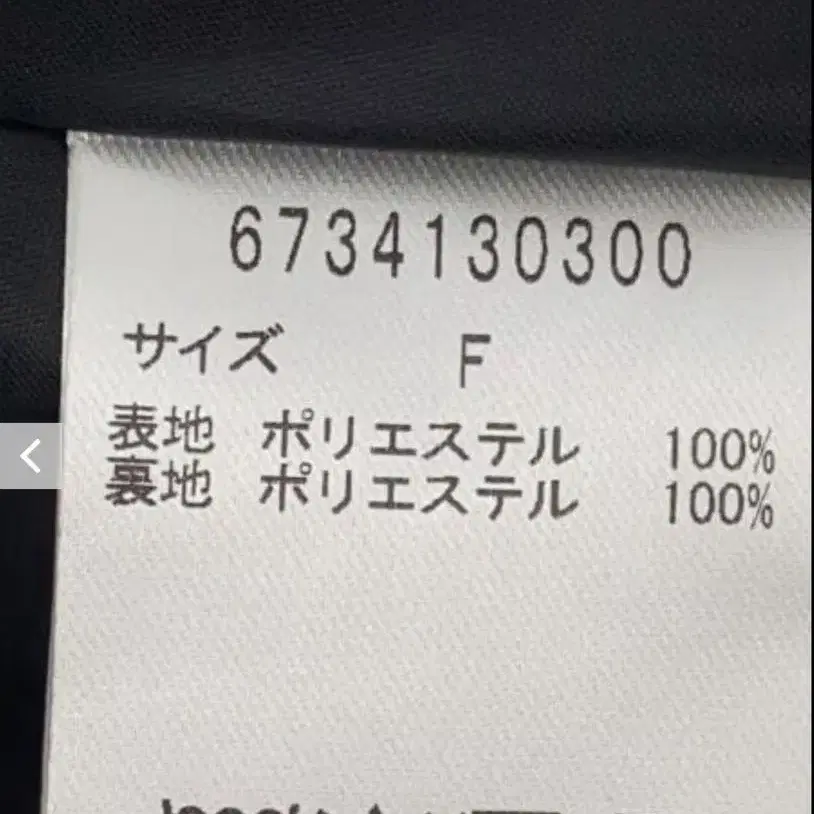 6734130300
サイズ F
表地 ポリエステル 100%
裏地 ポリエステル 100%